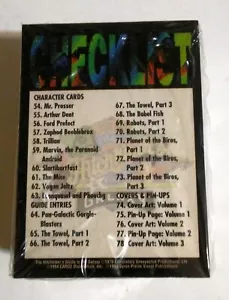 CHECKLIST
CHARACTER CARDS
54. Mr. Prosser
55. Arthur Dent
56. Ford Prefect
57. Zaphod Beeblebrox
58. Trillian
59. Marvin, the Paranoid
Android
60. Slartibartfast
61. The Mice
62. Vogon Jeltz
63. Lunquoual and Phouchg
GUIDE ENTRIES
64. Pan-Galactic Gargle-
Blasters
65. The Towel, Part 1
66. The Towel, Part 2
67. The Towel, Part 3
68. The Babel Fish
69. Robots, Part 1
70. Robots, Part 2
71. Planet of the Biros,
Part 1
72. Planet of the Biros,
Part 2
73. Planet of the Biros,
Part 3
COVERS & PIN-UPS
74. Cover Art: Volume 1
75. Pin-Up Page: Volume 1
76. Cover Art: Volume 2
77. Pin-Up Page: Volume 2
78. Cover Art: Volume 3